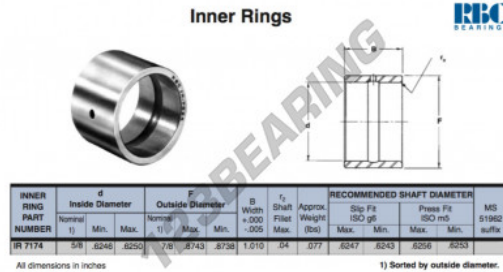 Inner Rings
RBC
BEARINGS
123BEARING
B
r₂
d
F
INNER RING PART NUMBER
d Inside Diameter
F Outside Diameter
B Width +.000 -.005
r₂ Shaft Fillet Max.
Approx. Weight (lbs)
RECOMMENDED SHAFT DIAMETER
Slip Fit ISO g6
Press Fit ISO m5
MS 51962 suffix
Nominal 1) Min. Max. Nominal 1) Max. Min. Max. Min. Max. Min.
IR 7174 5/8 .6246 .6250 7/8 .8743 .8738 1.010 .04 .077 .6247 .6243 .6256 .6253
All dimensions in inches
1) Sorted by outside diameter.